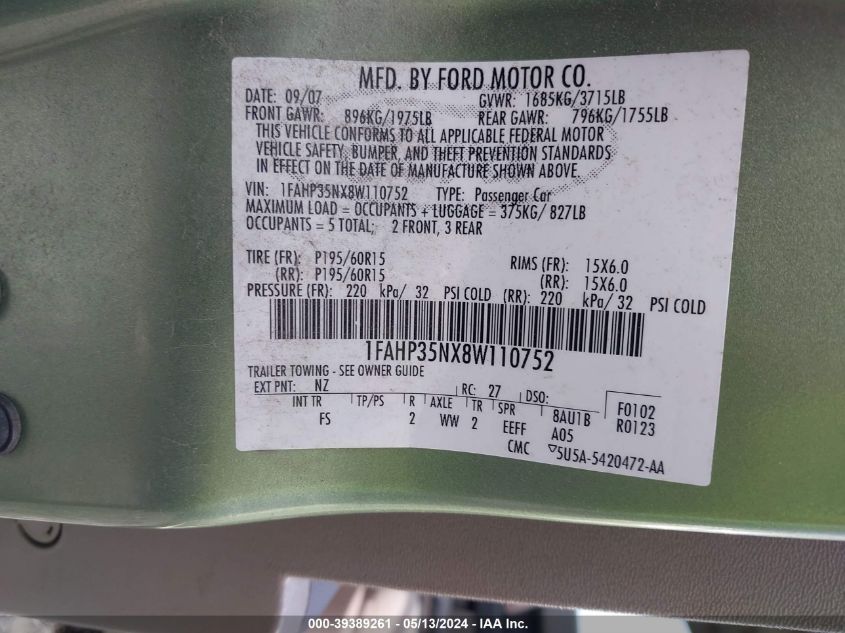 MFD. BY FORD MOTOR CO.
DATE: 09/07 GVWR: 1685KG/3715LB
FRONT GAWR: 896KG/1975LB REAR GAWR: 796KG/1755LB
THIS VEHICLE CONFORMS TO ALL APPLICABLE FEDERAL MOTOR
VEHICLE SAFETY, BUMPER, AND THEFT PREVENTION STANDARDS
IN EFFECT ON THE DATE OF MANUFACTURE SHOWN ABOVE.
VIN: 1FAHP35NX8W110752 TYPE: Passenger Car
MAXIMUM LOAD = OCCUPANTS + LUGGAGE = 375KG/ 827LB
OCCUPANTS = 5 TOTAL; 2 FRONT, 3 REAR
TIRE (FR): P195/60R15 RIMS (FR): 15X6.0
(RR): P195/60R15 (RR): 15X6.0
PRESSURE (FR): 220 kPa/ 32 PSI COLD (RR): 220 kPa/ 32 PSI COLD
1FAHP35NX8W110752
TRAILER TOWING - SEE OWNER GUIDE
EXT PNT: NZ RC: 27 DSO: F0102
INT TR TP/PS R AXLE TR SPR 8AU1B R0123
FS 2 WW 2 EEFF A05
CMC ▽5U5A-5420472-AA
000-39389261 - 05/13/2024 - IAA Inc.